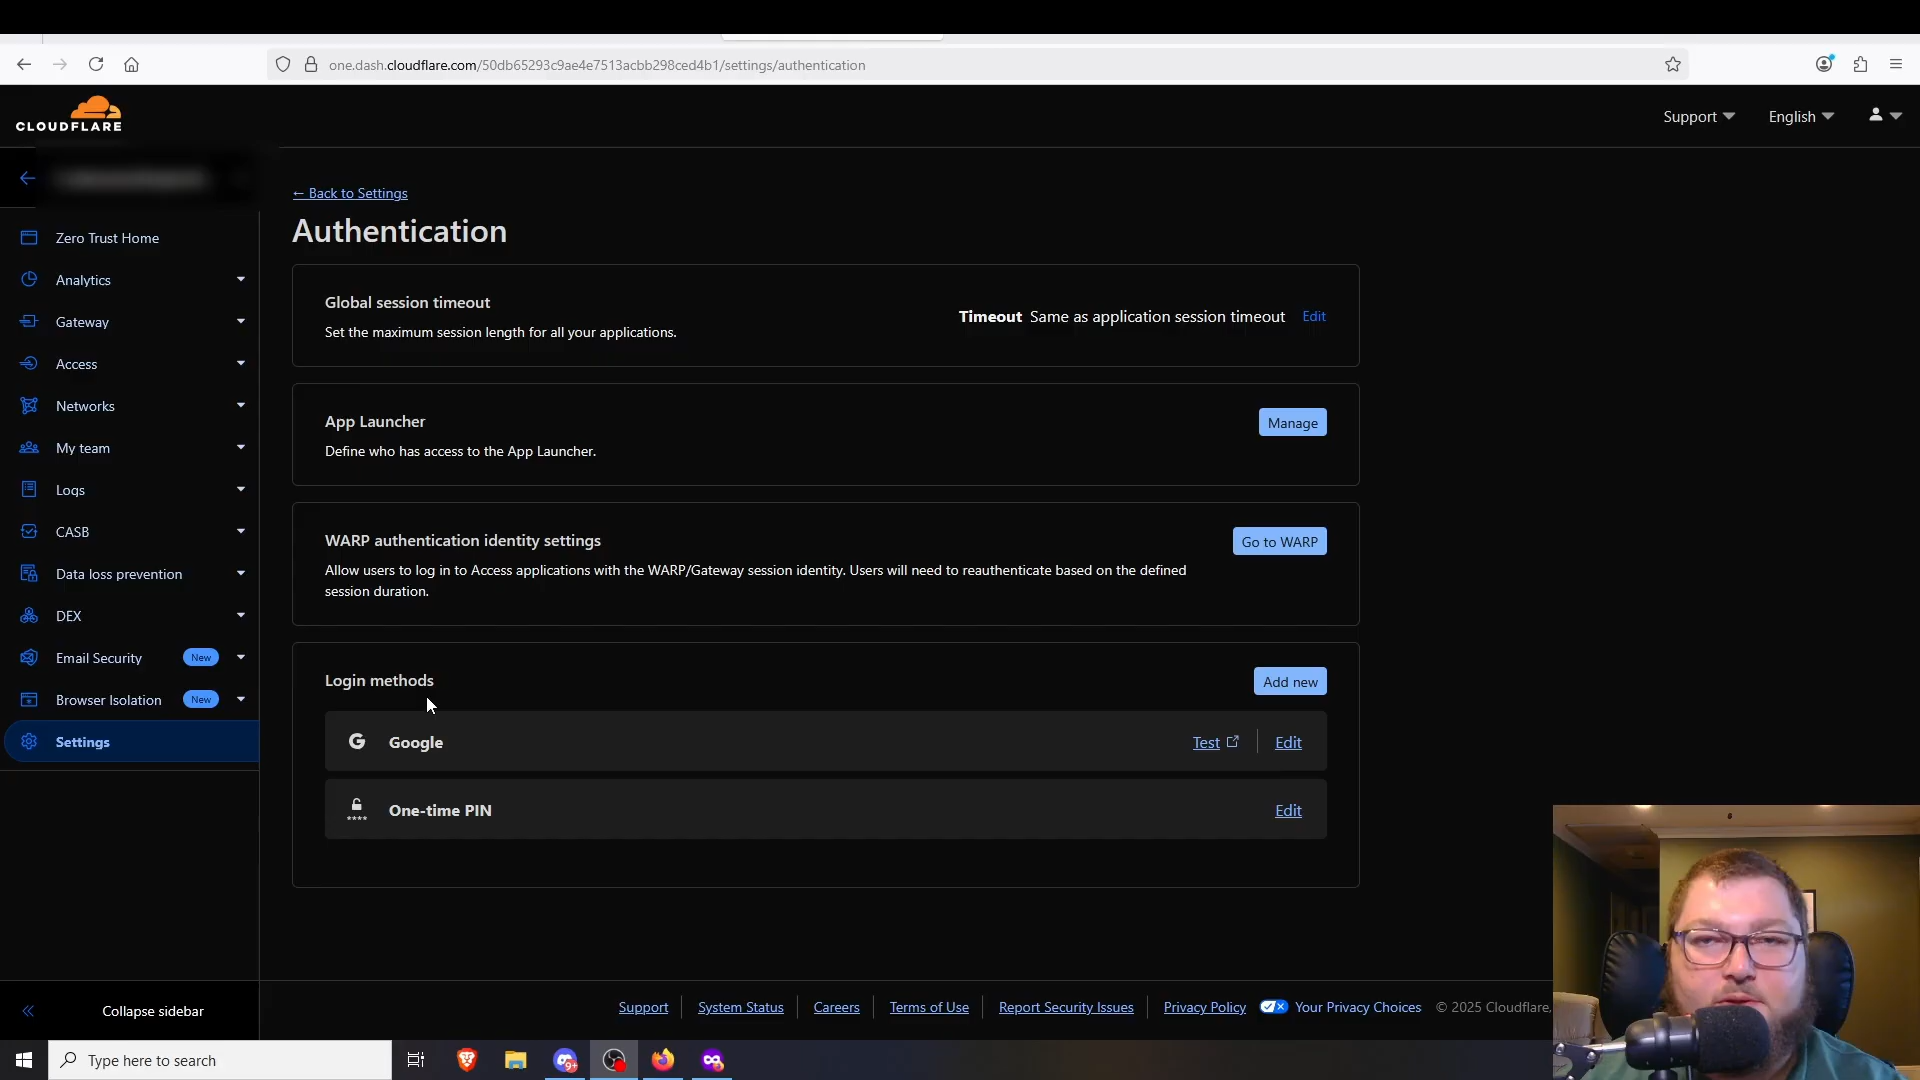 one.dash.cloudflare.com/50db65293c9ae4e7513acbb298ced4b1/settings/authentication
CLOUDFLARE
Support
English
← Back to Settings
Authentication
Zero Trust Home
Analytics
Gateway
Access
Networks
My team
Logs
CASB
Data loss prevention
DEX
Email Security New
Browser Isolation New
Settings
Collapse sidebar
Global session timeout
Set the maximum session length for all your applications.
Timeout Same as application session timeout Edit
App Launcher
Define who has access to the App Launcher.
Manage
WARP authentication identity settings
Allow users to log in to Access applications with the WARP/Gateway session identity. Users will need to reauthenticate based on the defined
session duration.
Go to WARP
Login methods
Add new
Google
Test
Edit
One-time PIN
Edit
Support
System Status
Careers
Terms of Use
Report Security Issues
Privacy Policy
Your Privacy Choices
© 2025 Cloudflare,
Type here to search
9+